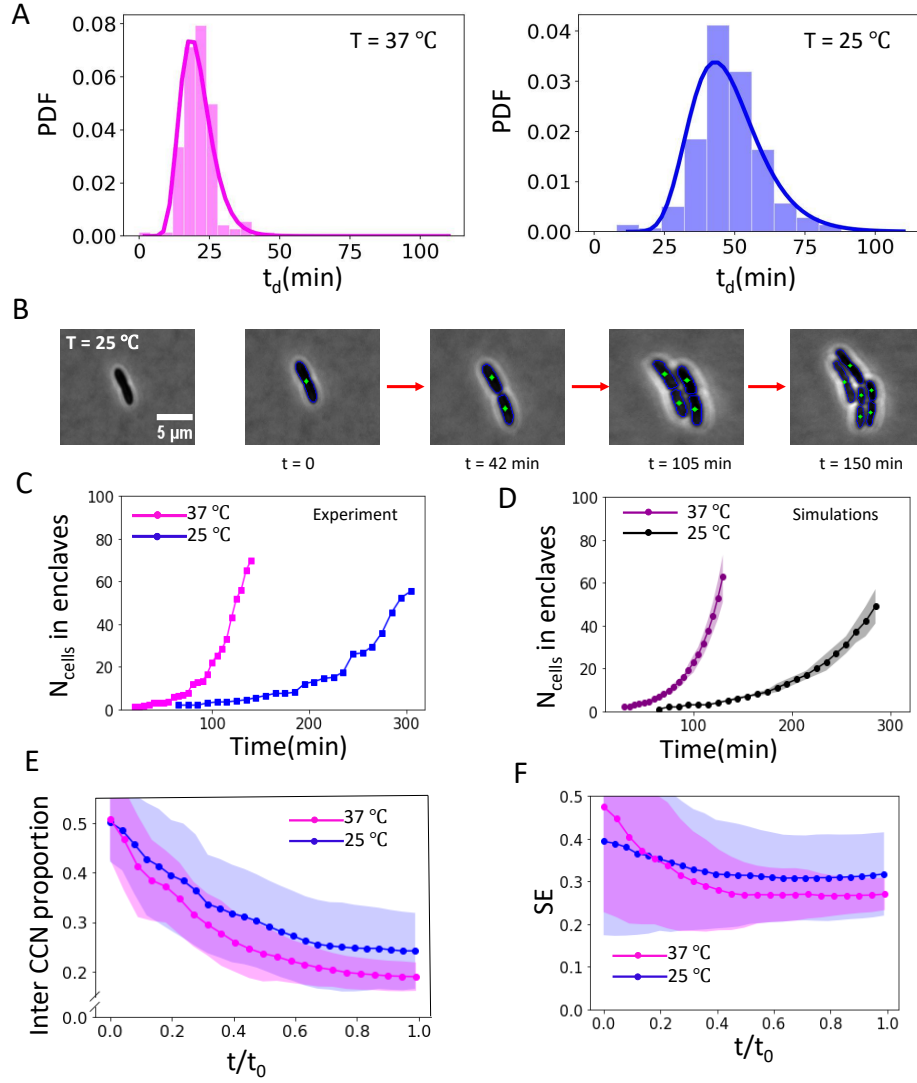 A
T = 37 ℃
PDF
0.08
0.06
0.04
0.02
0.00
0
25
50
75
100
t_d(min)
T = 25 ℃
PDF
0.04
0.03
0.02
0.01
0.00
0
25
50
75
100
t_d(min)
B
T = 25 ℃
5 µm
t = 0
t = 42 min
t = 105 min
t = 150 min
C
N_cells in enclaves
100
80
60
40
20
0
37 ℃
25 ℃
Experiment
100
200
300
Time(min)
D
N_cells in enclaves
100
80
60
40
20
0
37 ℃
25 ℃
Simulations
100
200
300
Time(min)
E
Inter CCN proportion
0.5
0.4
0.3
0.2
0.0
37 ℃
25 ℃
0.0
0.2
0.4
0.6
0.8
1.0
t/t_0
F
SE
0.5
0.4
0.3
0.2
0.1
0.0
37 ℃
25 ℃
0.0
0.2
0.4
0.6
0.8
1.0
t/t_0